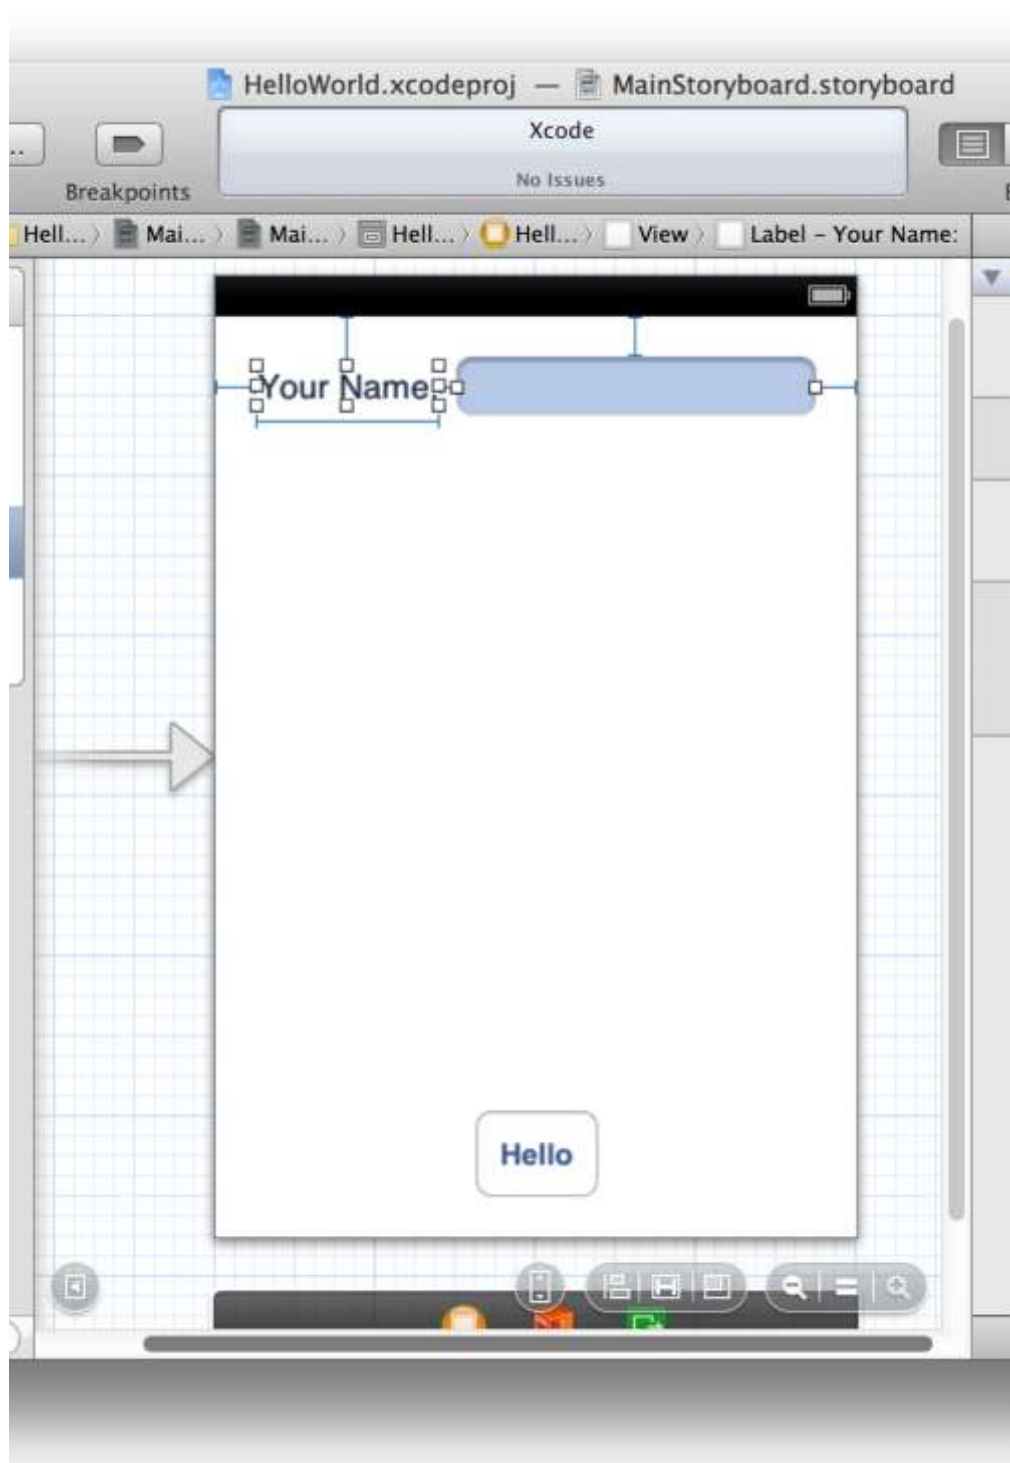 HelloWorld.xcodeproj — MainStoryboard.storyboard
..
Xcode
No Issues
Breakpoints
Hell... Mai... Mai... Hell... Hell... View Label – Your Name:
Your Name:
Hello